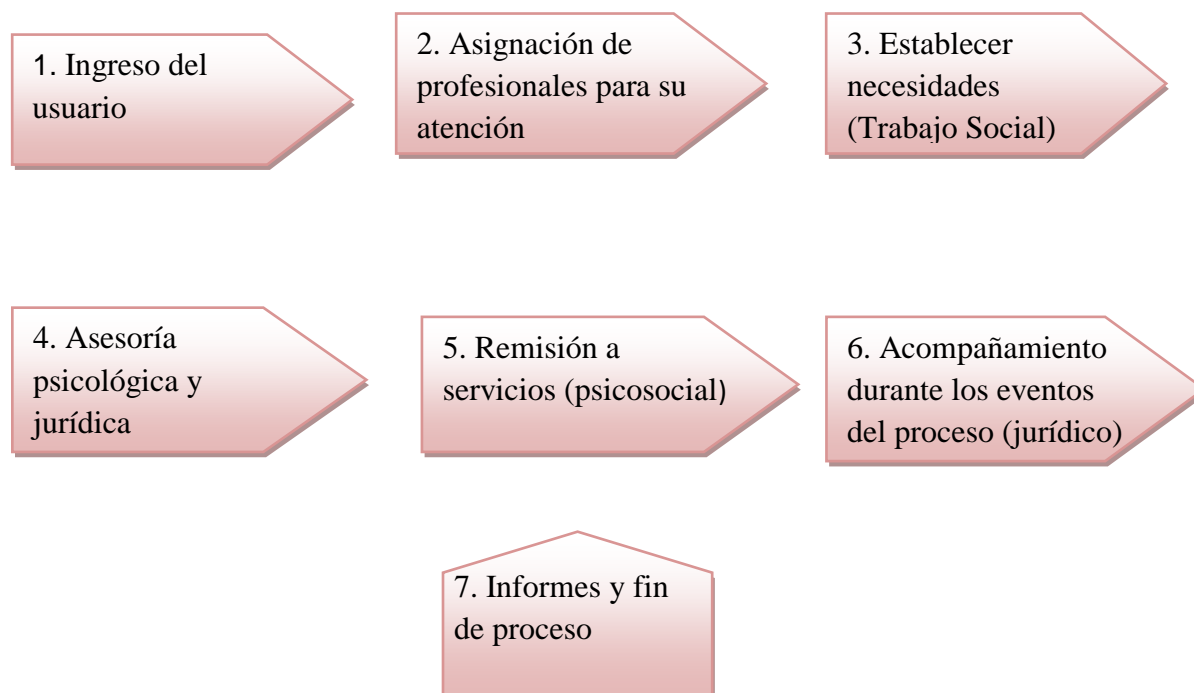 1. Ingreso del
usuario
2. Asignación de
profesionales para su
atención
3. Establecer
necesidades
(Trabajo Social)
4. Asesoría
psicológica y
jurídica
5. Remisión a
servicios (psicosocial)
6. Acompañamiento
durante los eventos
del proceso (jurídico)
7. Informes y fin
de proceso